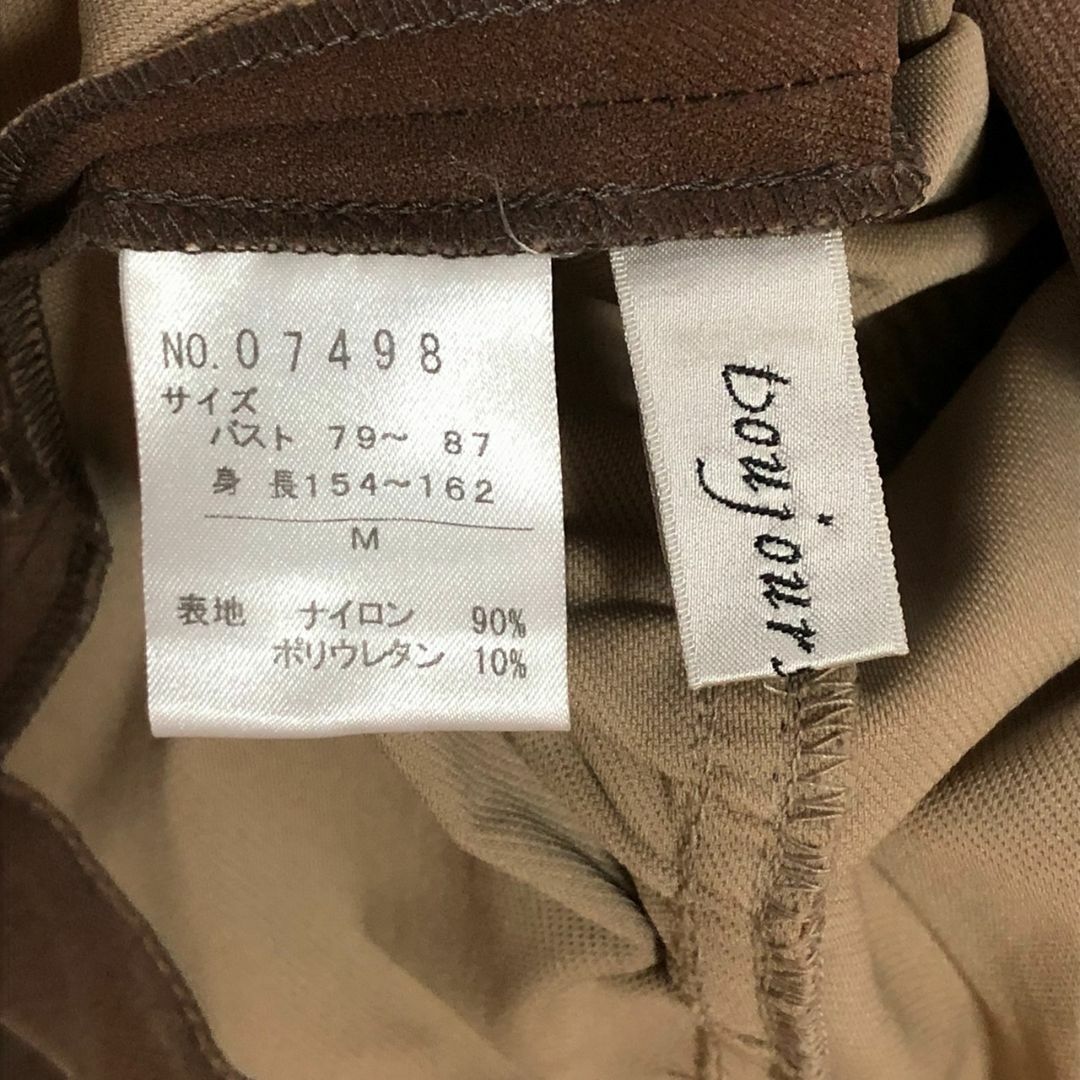 NO.07498
サイズ
バスト 79～ 87
身 長154～162
M
表地 ナイロン 90%
ポリウレタン 10%
bonjour